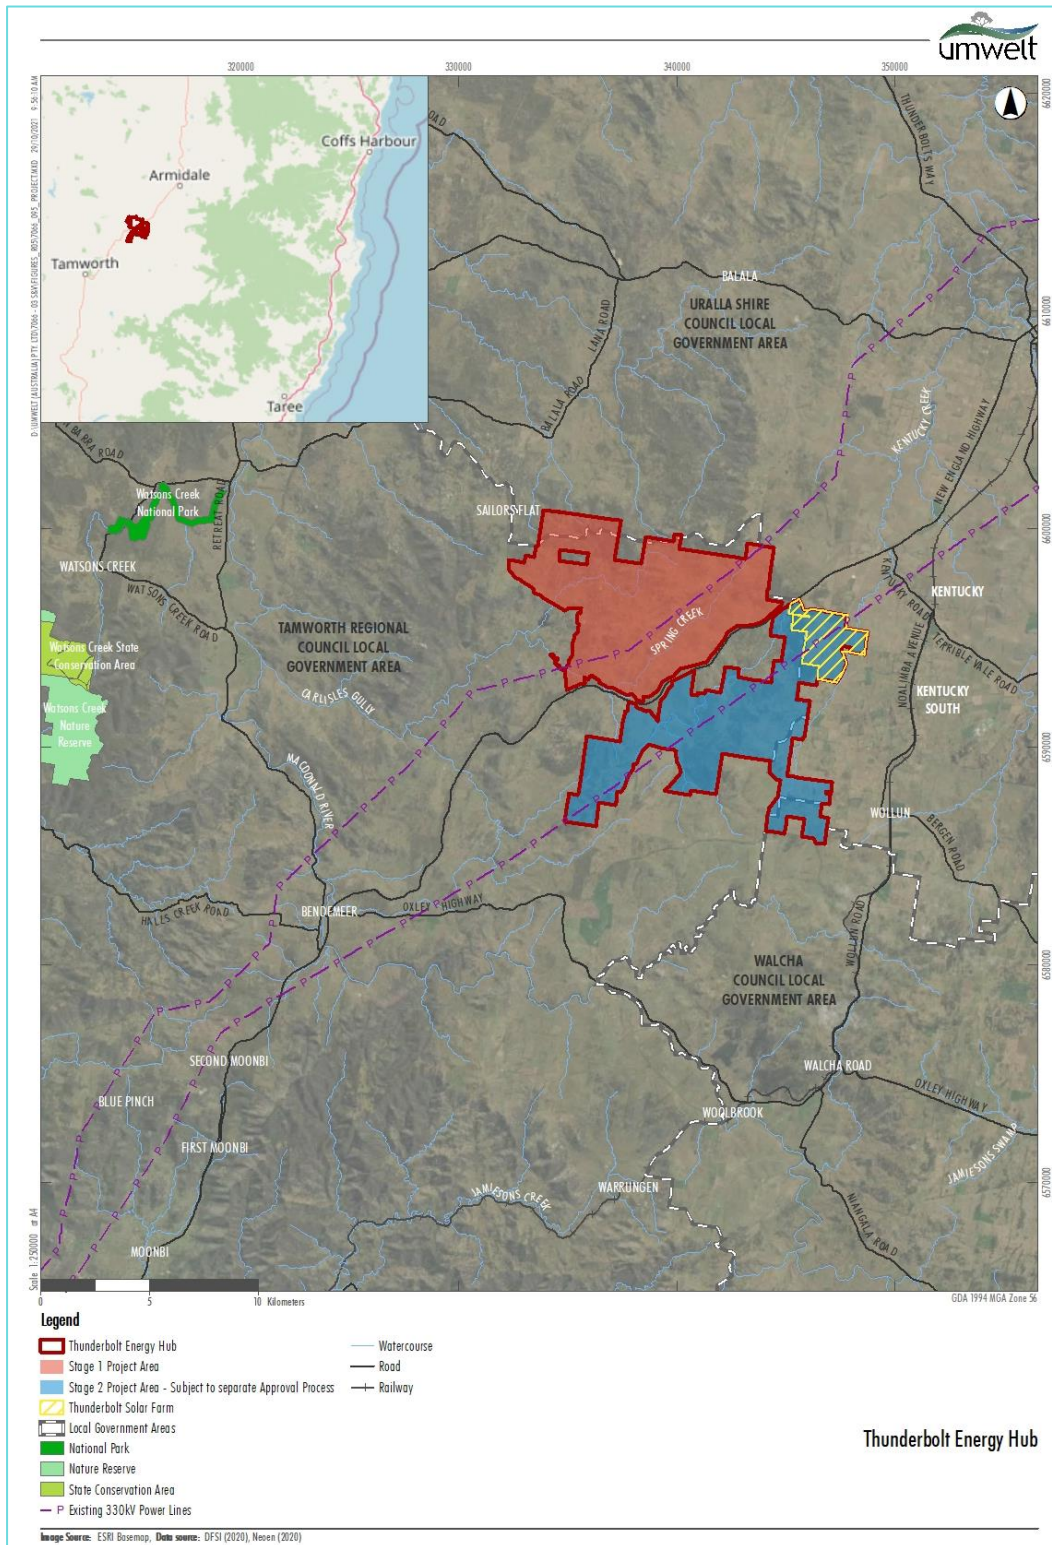 umwelt
320000
330000
340000
350000
6620000
6610000
6600000
6590000
6580000
6570000
Coffs Harbour
Armidale
Tamworth
Taree
ROAD
THUNDERBOLTS WAY
BALALA
URALLA SHIRE
COUNCIL LOCAL
GOVERNMENT AREA
LANA ROAD
BALALA ROAD
KENTUCKY CREEK
NEW ENGLAND HIGHWAY
BARRA ROAD
Watsons Creek
National Park
RETREAT ROAD
SAILORS FLAT
WATSONS CREEK
WATSONS CREEK ROAD
KENTUCKY ROAD
KENTUCKY
TAMWORTH REGIONAL
COUNCIL LOCAL
GOVERNMENT AREA
SPRING CREEK
NOALIMBA AVENUE
TERRIBLE VALE ROAD
Watsons Creek State
Conservation Area
CARLISLES GULLY
KENTUCKY
SOUTH
Watsons Creek
Nature
Reserve
MACDONALD RIVER
WOLLUN
BERGEN ROAD
HALLS CREEK ROAD
BENDEMEER
OXLEY HIGHWAY
WOLLUN ROAD
WALCHA
COUNCIL LOCAL
GOVERNMENT AREA
SECOND MOONBI
WALCHA ROAD
BLUE PINCH
OXLEY HIGHWAY
WOOLBROOK
FIRST MOONBI
JAMIESONS SWAMP
WARRUNGEN
JAMIESONS CREEK
NIANGALA ROAD
MOONBI
Scale 1:250000 at A4
0 5 10 Kilometers
GDA 1994 MGA Zone 56
Legend
Thunderbolt Energy Hub
Stage 1 Project Area
Stage 2 Project Area - Subject to separate Approval Process
Thunderbolt Solar Farm
Local Government Areas
National Park
Nature Reserve
State Conservation Area
P Existing 330kV Power Lines
Watercourse
Road
Railway
Thunderbolt Energy Hub
Image Source: ESRI Basemap, Data source: DFSI (2020), Neoen (2020)